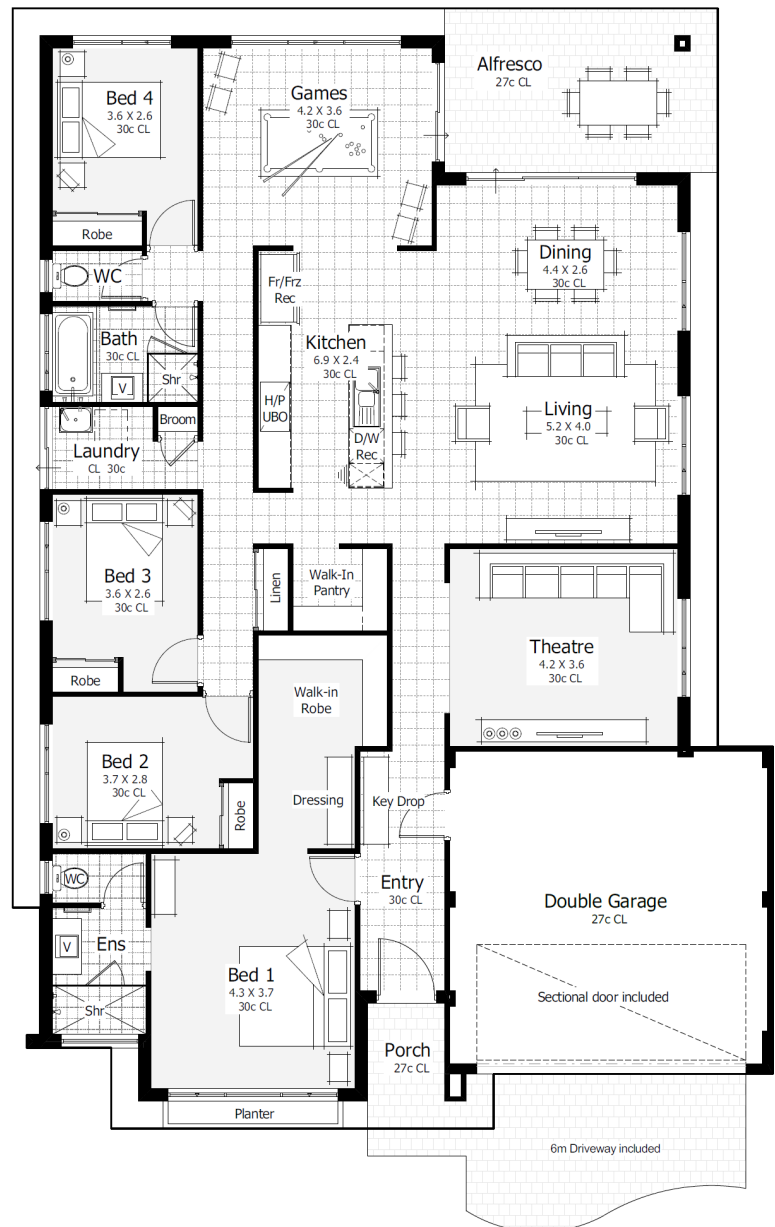 Alfresco
27c CL
Bed 4
3.6 X 2.6
30c CL
Games
4.2 X 3.6
30c CL
Robe
WC
Dining
4.4 X 2.6
30c CL
Fr/Frz
Rec
Bath
30c CL
Kitchen
6.9 X 2.4
30c CL
V
Shr
H/P
UBO
Living
5.2 X 4.0
30c CL
Broom
D/W
Rec
Laundry
CL 30c
Bed 3
3.6 X 2.6
30c CL
Linen
Walk-In
Pantry
Theatre
4.2 X 3.6
30c CL
Robe
Walk-in
Robe
Bed 2
3.7 X 2.8
30c CL
Robe
Dressing
Key Drop
WC
Entry
30c CL
Double Garage
27c CL
V
Ens
Bed 1
4.3 X 3.7
30c CL
Sectional door included
Shr
Porch
27c CL
Planter
6m Driveway included